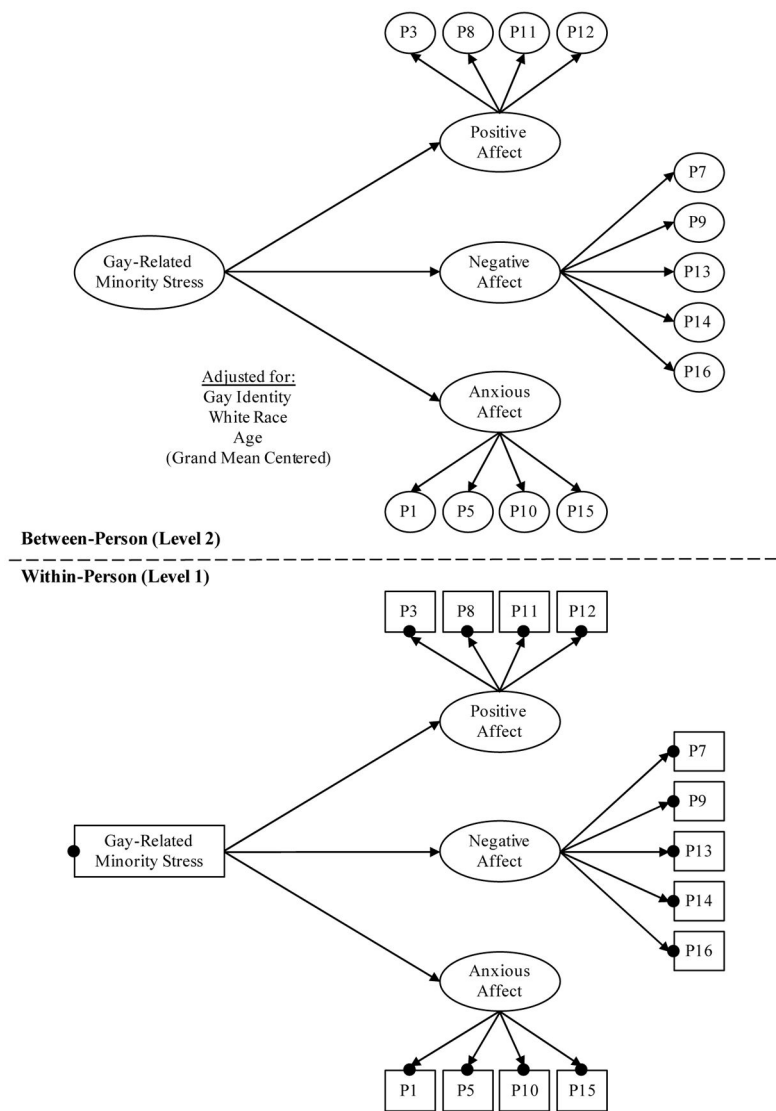 P3 P8 P11 P12
Positive
Affect
P7
P9
Gay-Related
Minority Stress
Negative
Affect
P13
P14
P16
Adjusted for:
Gay Identity
White Race
Age
(Grand Mean Centered)
Anxious
Affect
P1 P5 P10 P15
Between-Person (Level 2)
Within-Person (Level 1)
P3 P8 P11 P12
Positive
Affect
P7
P9
Gay-Related
Minority Stress
Negative
Affect
P13
P14
P16
Anxious
Affect
P1 P5 P10 P15